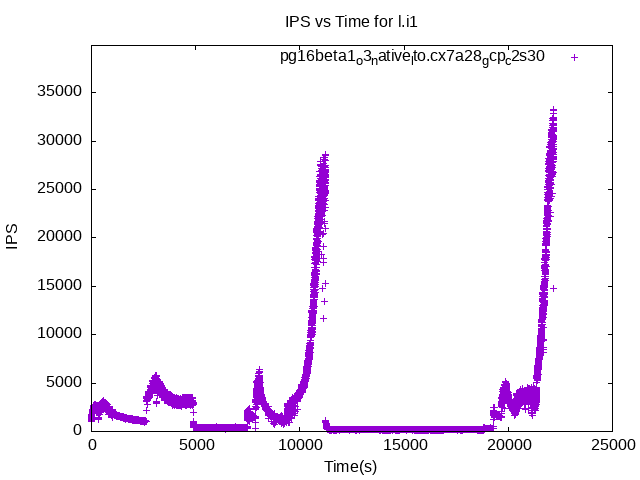 IPS vs Time for l.i1
pg16beta1_o3_native_lto.cx7a28_gcp_c2s30
35000
30000
25000
20000
15000
10000
5000
0
IPS
0 5000 10000 15000 20000 25000
Time(s)